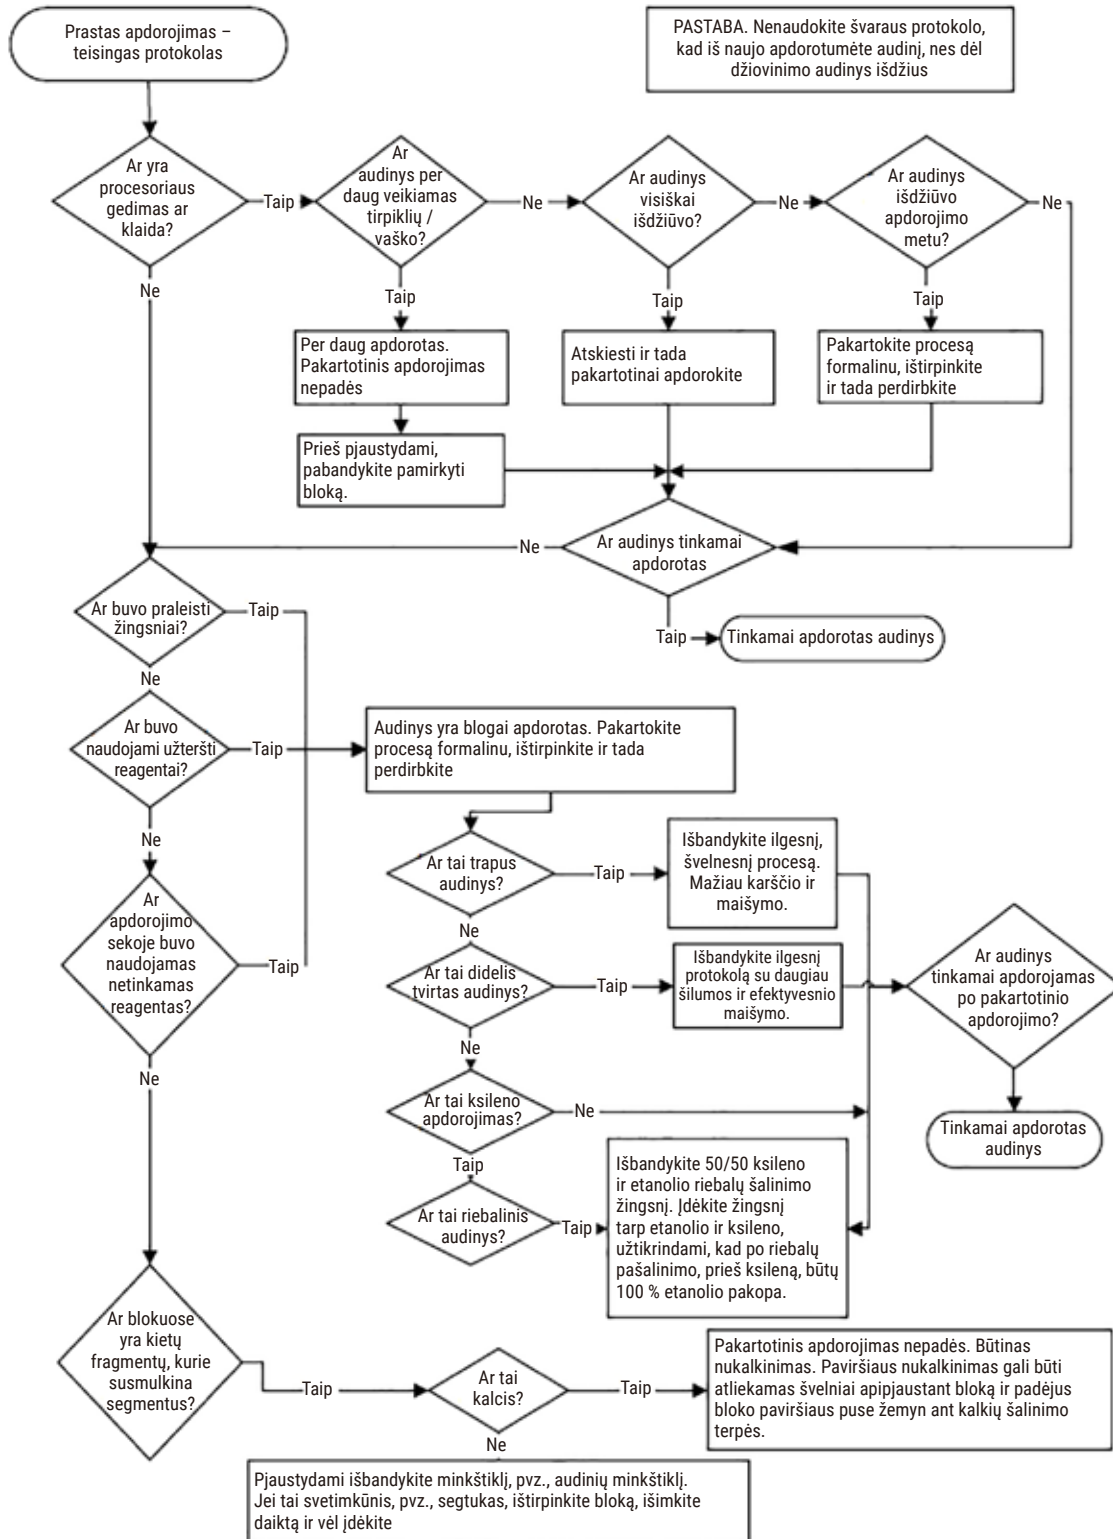 Prastas apdorojimas –
teisingas protokolas
PASTABA. Nenaudokite švaraus protokolo,
kad iš naujo apdorotumėte audinį, nes dėl
džiovinimo audinys išdžius
Ar yra
procesoriaus
gedimas ar
klaida?
Taip
Ar
audinys per
daug veikiamas
tirpiklių /
vaško?
Ne
Ar audinys
visiškai
išdžiūvo?
Ne
Ar audinys
išdžiūvo
apdorojimo
metu?
Ne
Ne
Taip
Taip
Taip
Per daug apdorotas.
Pakartotinis apdorojimas
nepadės
Atskiesti ir tada
pakartotinai apdorokite
Pakartokite procesą
formalinu, ištirpinkite
ir tada perdirbkite
Prieš pjaustydami,
pabandykite pamirkyti
bloką.
Ne
Ar audinys tinkamai
apdorotas
Taip
Tinkamai apdorotas audinys
Ar buvo praleisti
žingsniai?
Taip
Ne
Ar buvo
naudojami užteršti
reagentai?
Taip
Audinys yra blogai apdorotas. Pakartokite
procesą formalinu, ištirpinkite ir tada
perdirbkite
Ne
Ar
apdorojimo
sekoje buvo
naudojamas
netinkamas
reagentas?
Taip
Ne
Ar tai trapus
audinys?
Taip
Išbandykite ilgesnį,
švelnesnį procesą.
Mažiau karščio ir
maišymo.
Ne
Ar tai didelis
tvirtas audinys?
Taip
Išbandykite ilgesnį
protokolą su daugiau
šilumos ir efektyvesnio
maišymo.
Ar audinys
tinkamai apdorojamas
po pakartotinio
apdorojimo?
Ne
Ar tai ksileno
apdorojimas?
Ne
Tinkamai apdorotas
audinys
Taip
Ar tai riebalinis
audinys?
Taip
Išbandykite 50/50 ksileno
ir etanolio riebalų šalinimo
žingsnį. Įdėkite žingsnį
tarp etanolio ir ksileno,
užtikrindami, kad po riebalų
pašalinimo, prieš ksileną, būtų
100 % etanolio pakopa.
Ar blokuose
yra kietų
fragmentų, kurie
susmulkina
segmentus?
Taip
Ar tai
kalcis?
Taip
Pakartotinis apdorojimas nepadės. Būtinas
nukalkinimas. Paviršiaus nukalkinimas gali būti
atliekamas švelniai apipjaustant bloką ir padėjus
bloko paviršiaus puse žemyn ant kalkių šalinimo
terpės.
Ne
Pjaustydami išbandykite minkštiklį, pvz., audinių minkštiklį.
Jei tai svetimkūnis, pvz., segtukas, ištirpinkite bloką, išimkite
daiktą ir vėl įdėkite